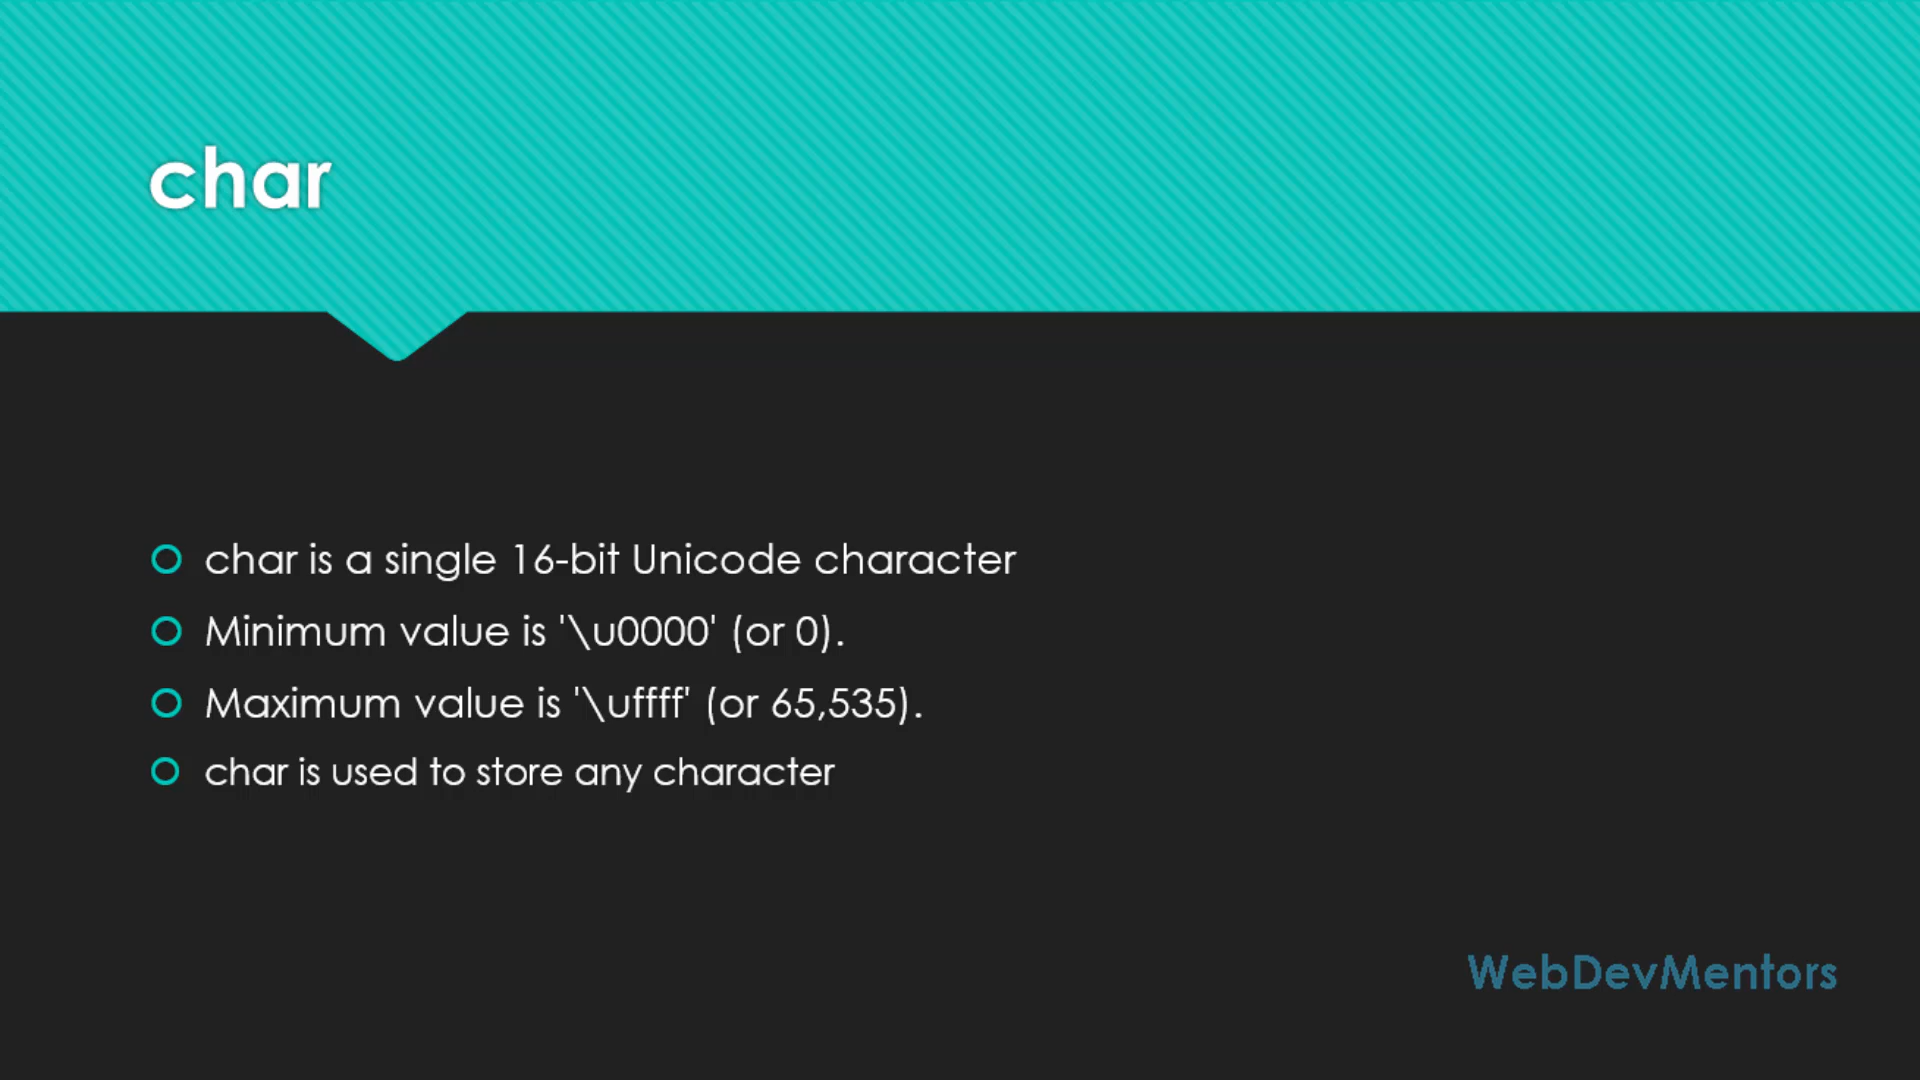 char
char is a single 16-bit Unicode character
Minimum value is '\u0000' (or 0).
Maximum value is '\uffff' (or 65,535).
char is used to store any character
WebDevMentors